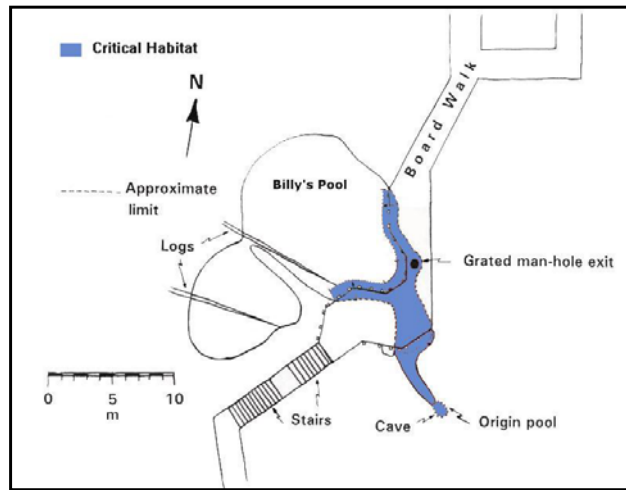 Critical Habitat
N
Board Walk
Billy's Pool
Approximate
limit
Logs
Grated man-hole exit
0 5 10
m
Stairs
Cave
Origin pool